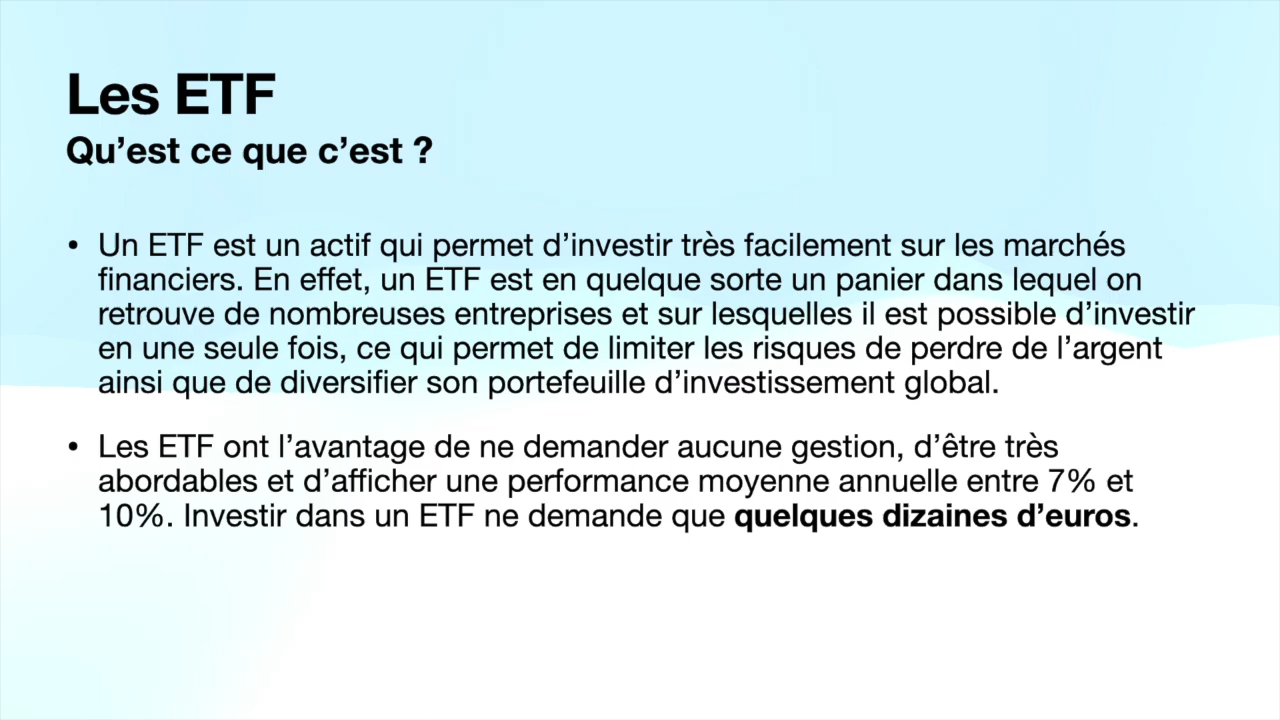 Les ETF
Qu’est ce que c’est ?
• Un ETF est un actif qui permet d’investir très facilement sur les marchés
financiers. En effet, un ETF est en quelque sorte un panier dans lequel on
retrouve de nombreuses entreprises et sur lesquelles il est possible d’investir
en une seule fois, ce qui permet de limiter les risques de perdre de l’argent
ainsi que de diversifier son portefeuille d’investissement global.
• Les ETF ont l’avantage de ne demander aucune gestion, d’être très
abordables et d’afficher une performance moyenne annuelle entre 7% et
10%. Investir dans un ETF ne demande que quelques dizaines d’euros.